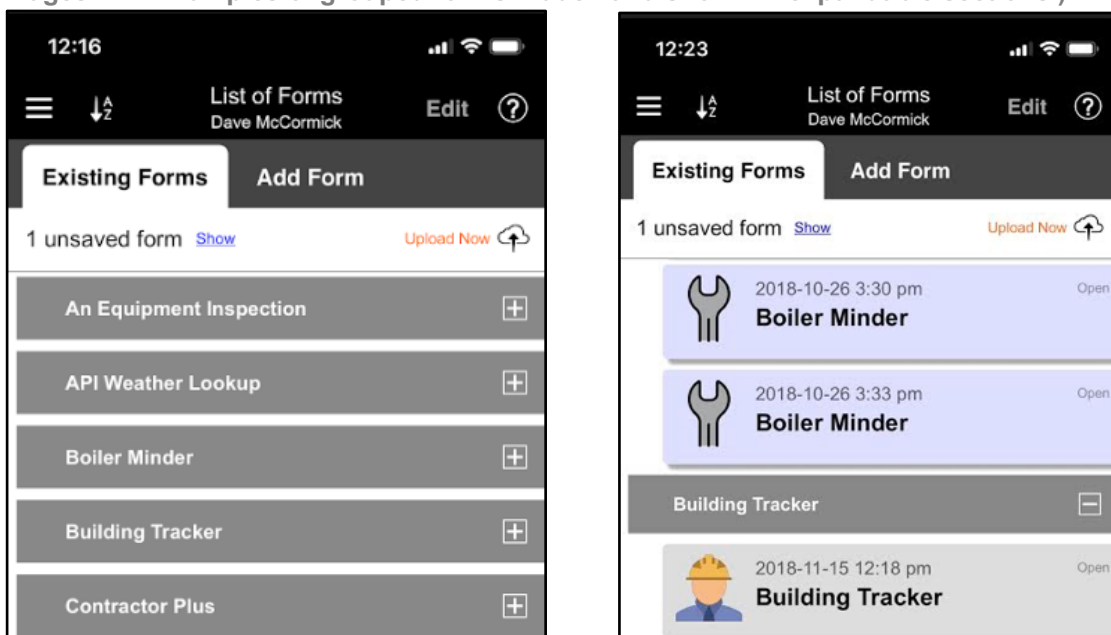 12:16
List of Forms
Dave McCormick
Edit
Existing Forms
Add Form
1 unsaved form Show
Upload Now
An Equipment Inspection
API Weather Lookup
Boiler Minder
Building Tracker
Contractor Plus
12:23
List of Forms
Dave McCormick
Edit
Existing Forms
Add Form
1 unsaved form Show
Upload Now
2018-10-26 3:30 pm
Open
Boiler Minder
2018-10-26 3:33 pm
Open
Boiler Minder
Building Tracker
2018-11-15 12:18 pm
Open
Building Tracker